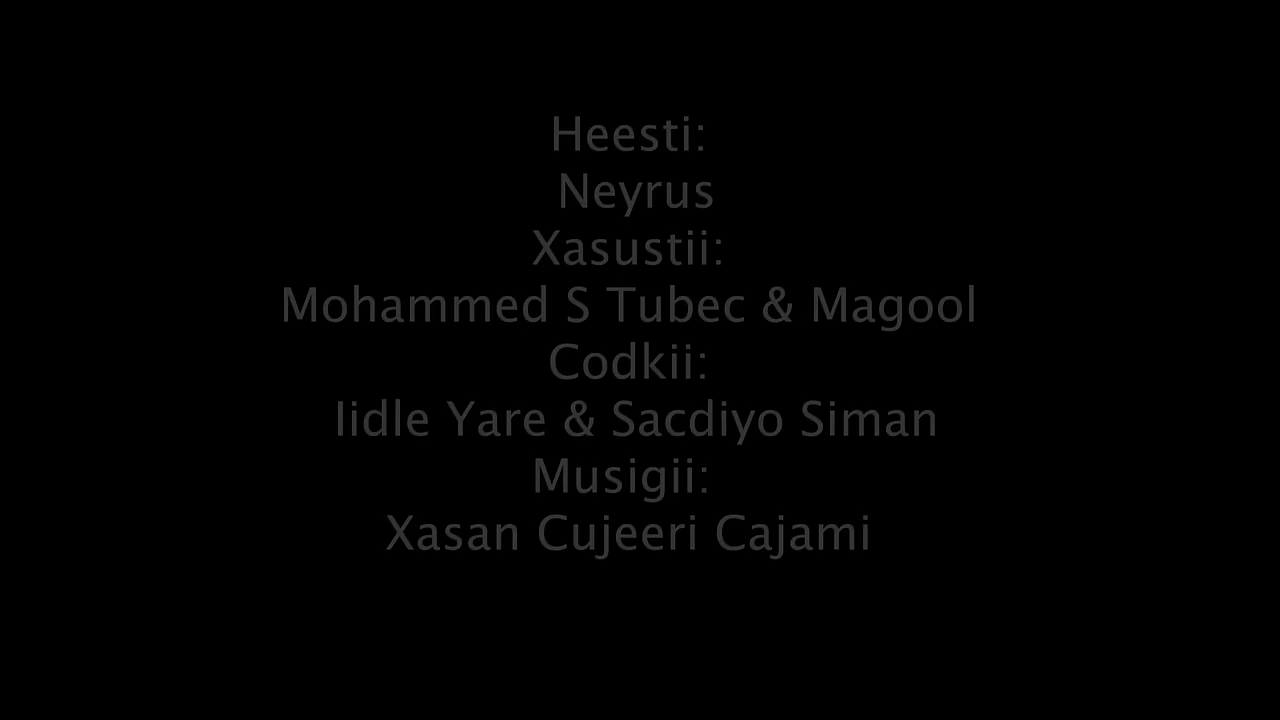 Heesti:
Neyrus
Xasustii:
Mohammed S Tubec & Magool
Codkii:
Iidle Yare & Sacdiyo Siman
Musigii:
Xasan Cujeeri Cajami